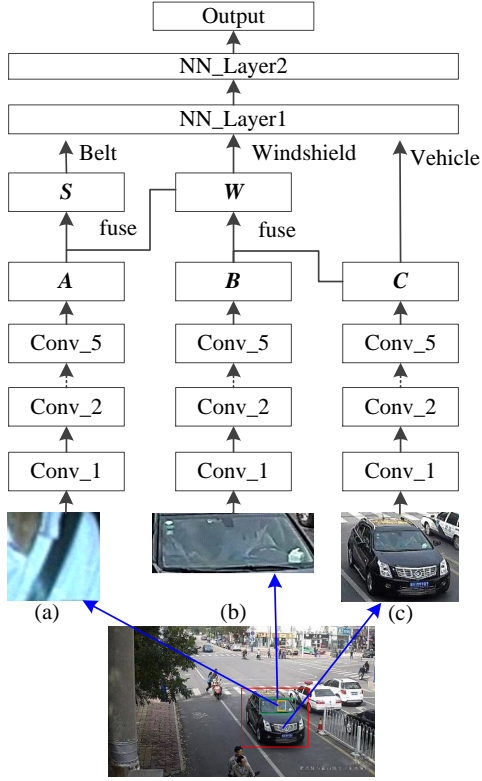 Output
NN_Layer2
NN_Layer1
Belt
Windshield
Vehicle
S
W
fuse
fuse
A
B
C
Conv_5
Conv_5
Conv_5
Conv_2
Conv_2
Conv_2
Conv_1
Conv_1
Conv_1
(a)
(b)
(c)